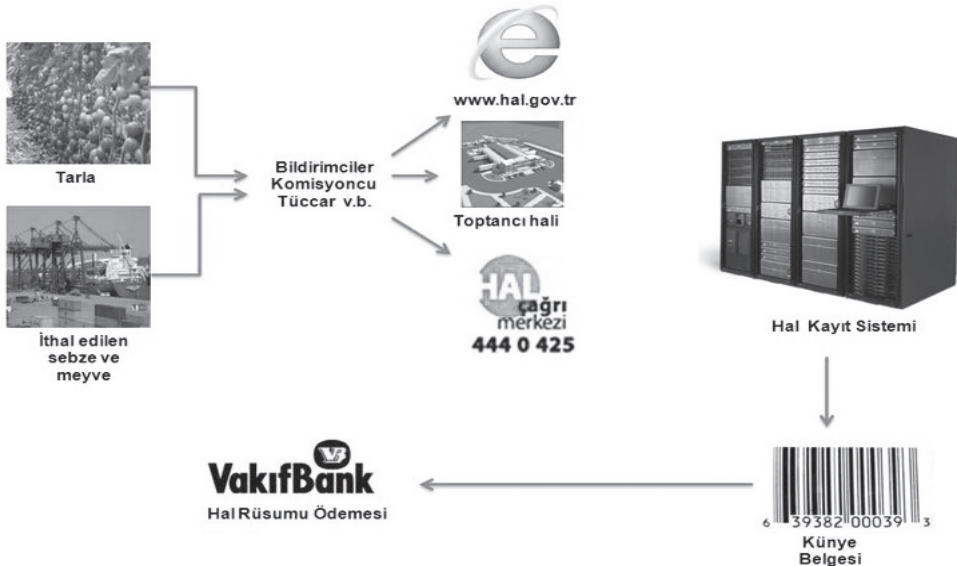 www.hal.gov.tr
Tarla
Bildirimciler
Komisyoncu
Tüccar v.b.
Toptancı hali
İthal edilen
sebze ve
meyve
HAL
çağrı
merkezi
444 0 425
Hal Kayıt Sistemi
VB
VakıfBank
Hal Rüsumu Ödemesi
6 39382 00039 3
Künye
Belgesi